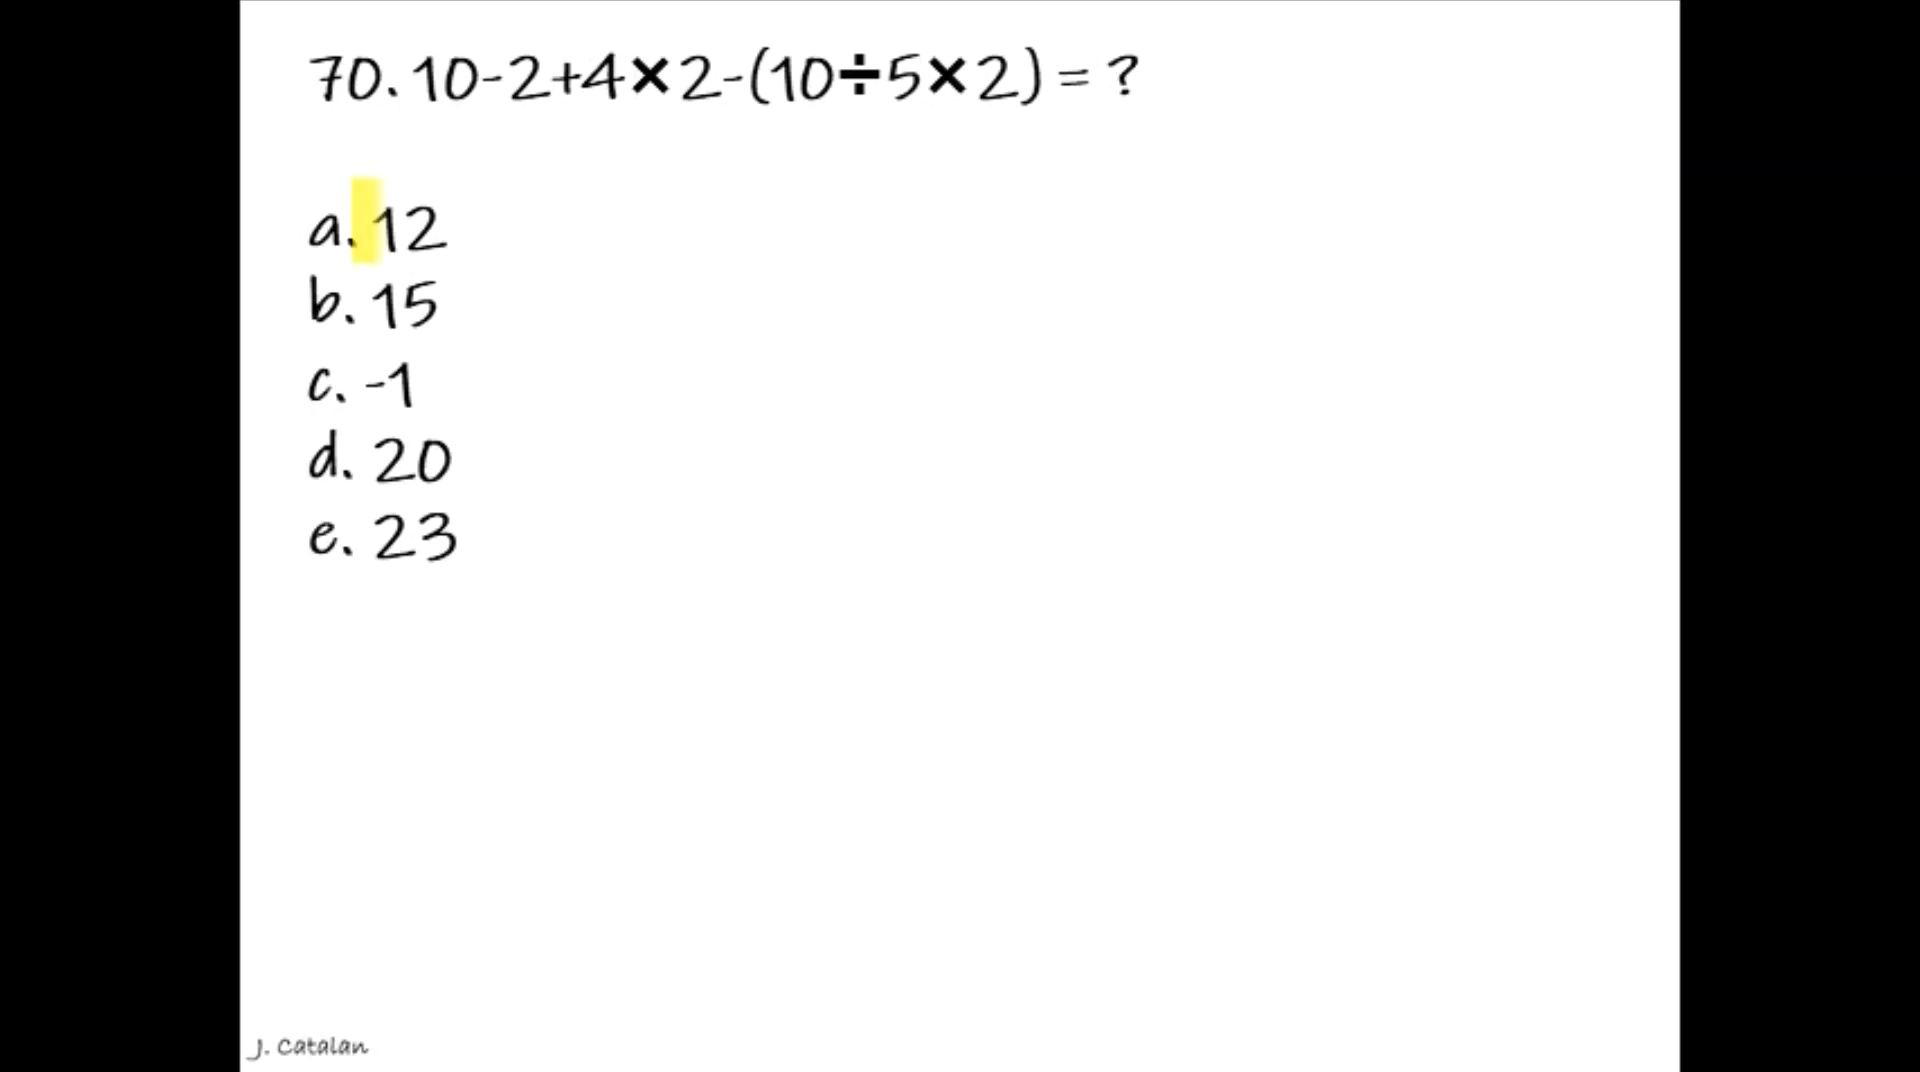 70. 10-2+4×2-(10÷5×2) = ?
a. 12
b. 15
c. -1
d. 20
e. 23
J. Catalan